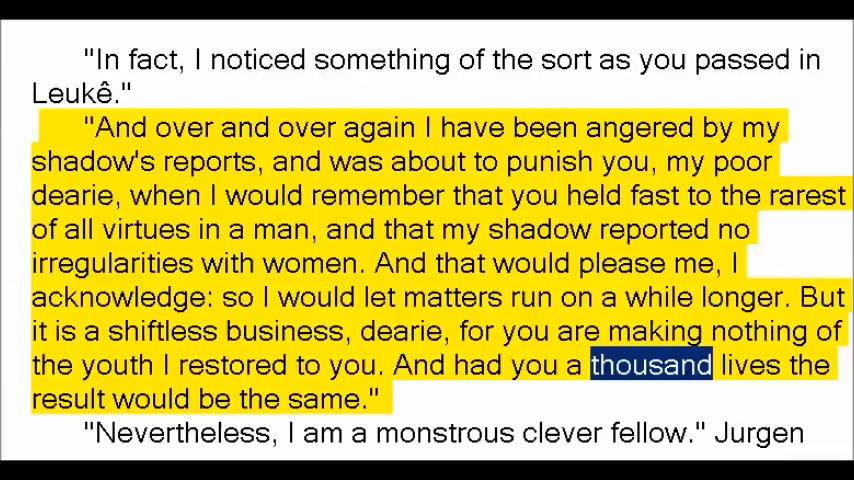 "In fact, I noticed something of the sort as you passed in
Leukê."
"And over and over again I have been angered by my
shadow's reports, and was about to punish you, my poor
dearie, when I would remember that you held fast to the rarest
of all virtues in a man, and that my shadow reported no
irregularities with women. And that would please me, I
acknowledge: so I would let matters run on a while longer. But
it is a shiftless business, dearie, for you are making nothing of
the youth I restored to you. And had you a thousand lives the
result would be the same."
"Nevertheless, I am a monstrous clever fellow." Jurgen